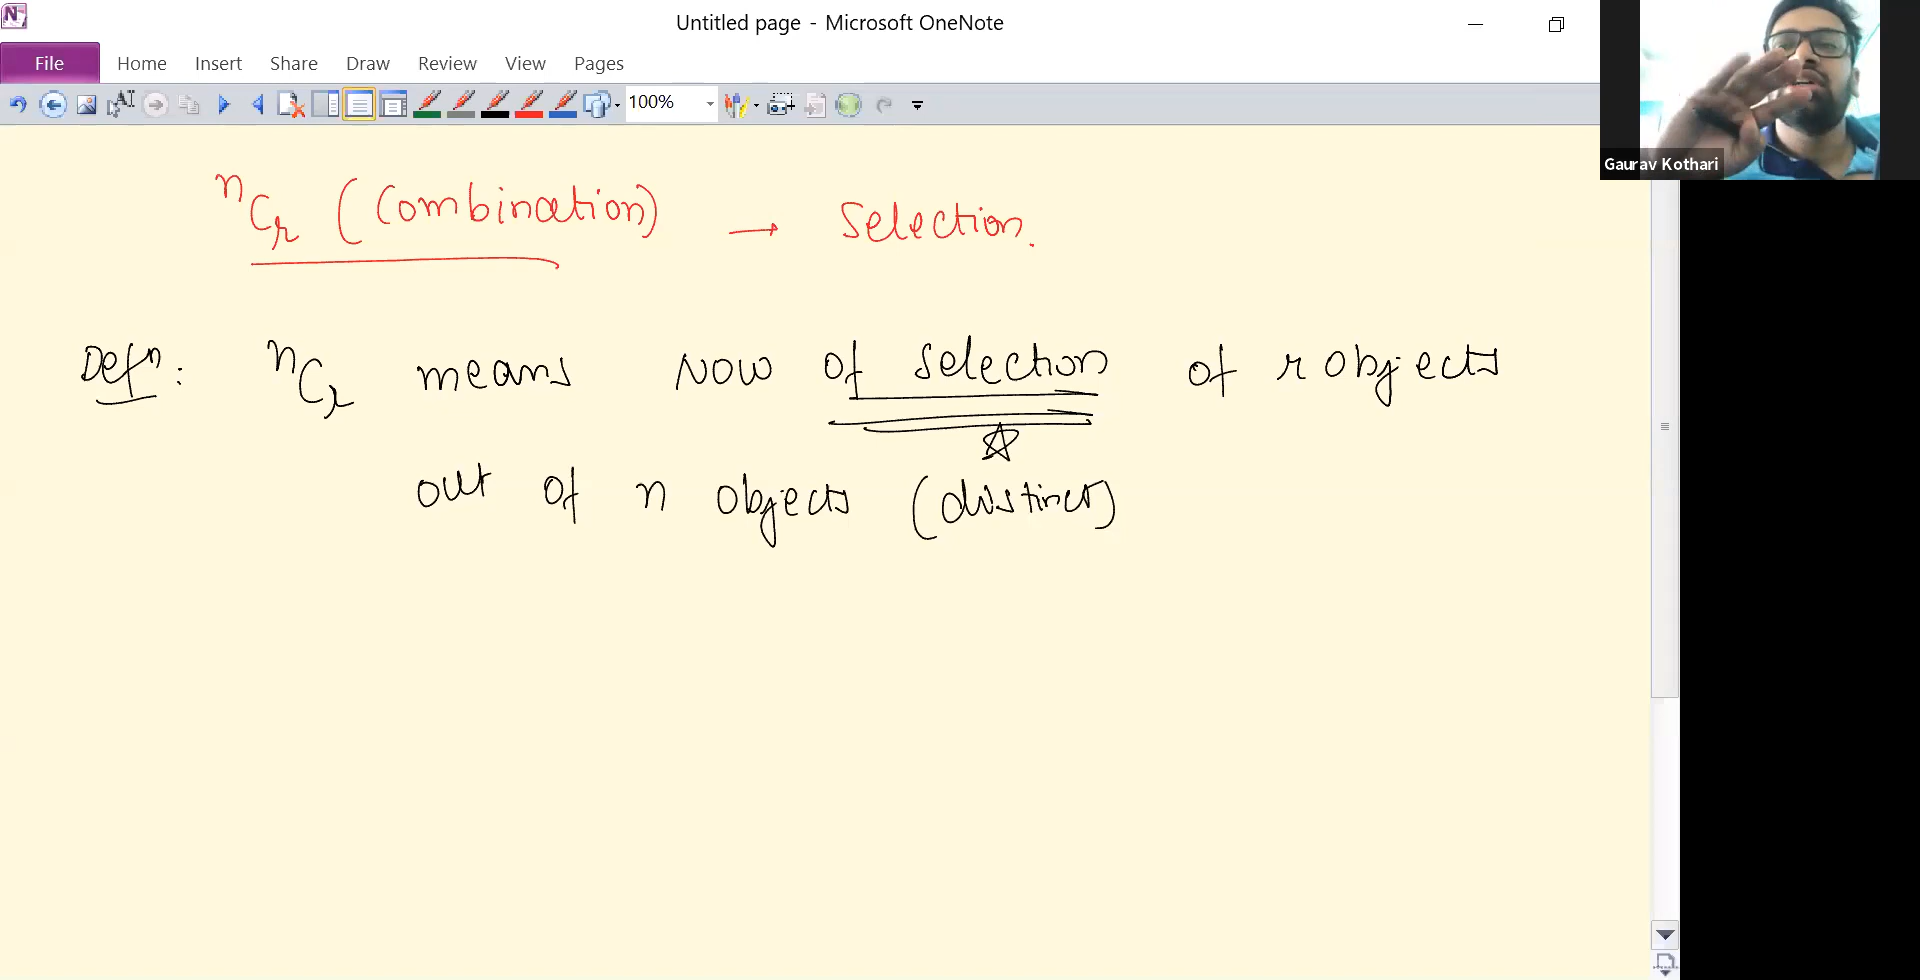 Untitled page - Microsoft OneNote
File Home Insert Share Draw Review View Pages
100%
Gaurav Kothari
ⁿCᵣ (Combination) → Selection.
Defⁿ: ⁿCᵣ means NOW of selection of r objects
out of n objects (distinct)